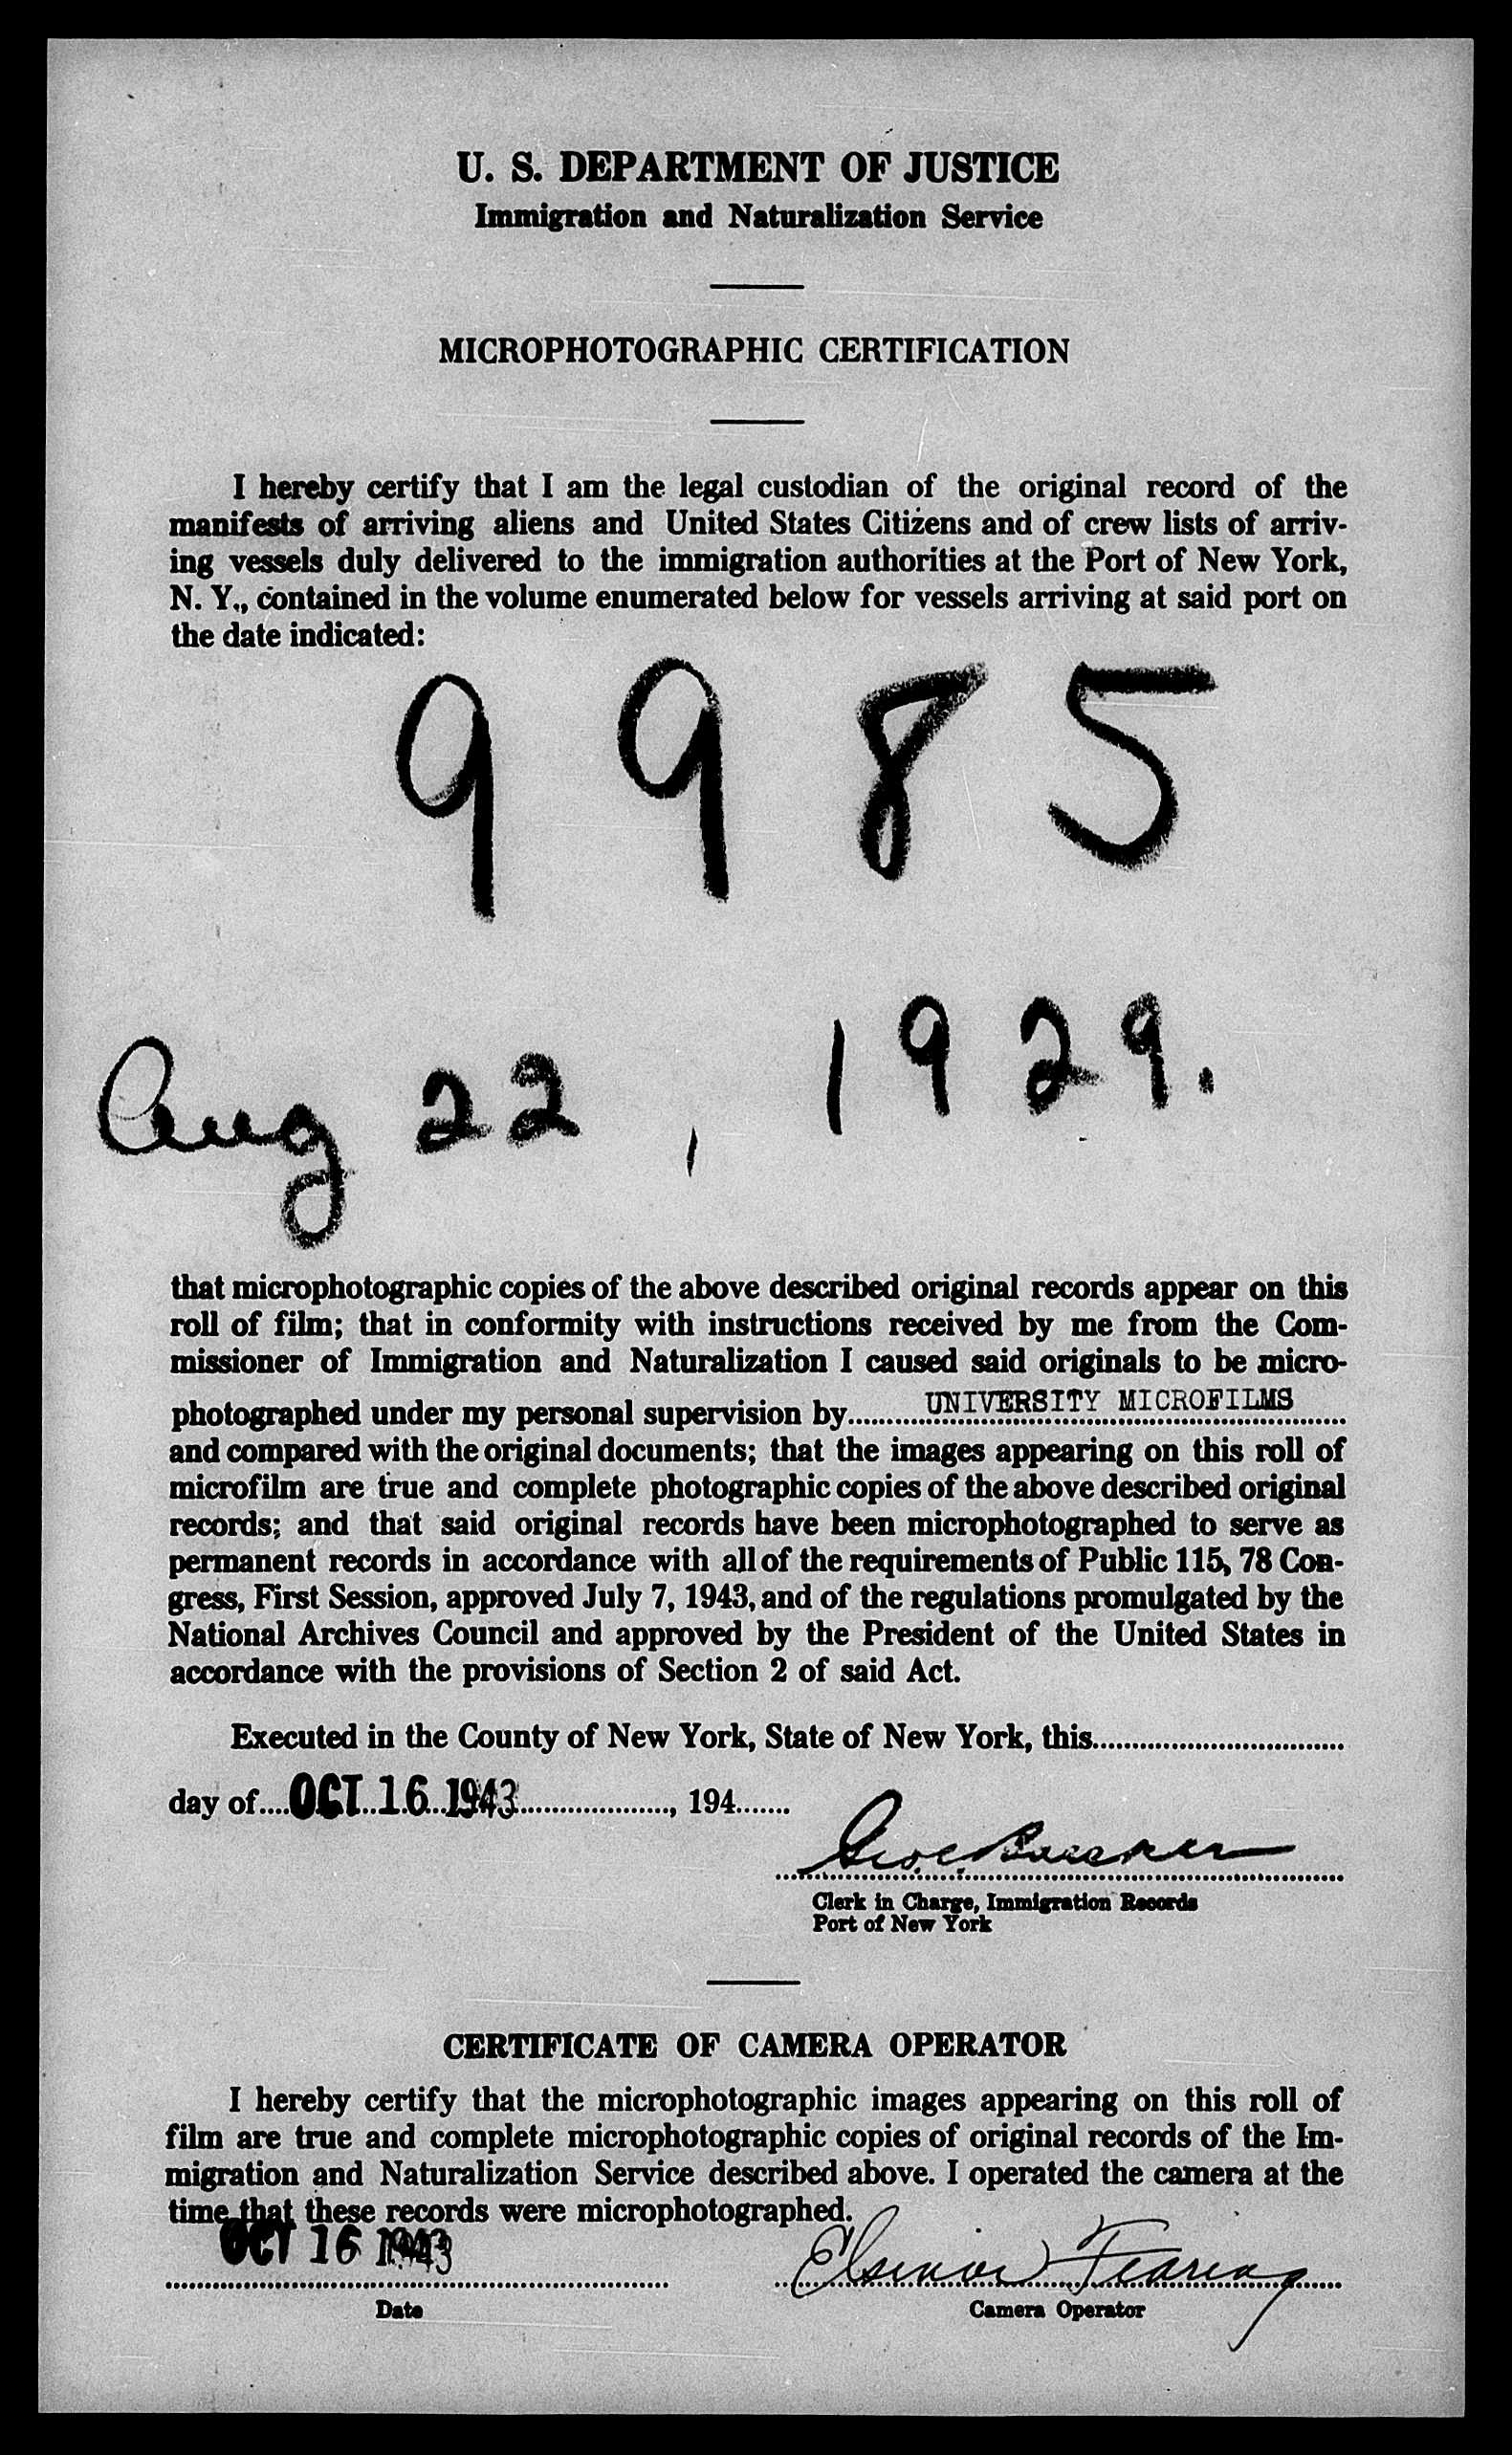 U. S. DEPARTMENT OF JUSTICE
Immigration and Naturalization Service
MICROPHOTOGRAPHIC CERTIFICATION
I hereby certify that I am the legal custodian of the original record of the
manifests of arriving aliens and United States Citizens and of crew lists of arriv-
ing vessels duly delivered to the immigration authorities at the Port of New York,
N. Y., contained in the volume enumerated below for vessels arriving at said port on
the date indicated:
9985
Aug 22, 1929.
that microphotographic copies of the above described original records appear on this
roll of film; that in conformity with instructions received by me from the Com-
missioner of Immigration and Naturalization I caused said originals to be micro-
photographed under my personal supervision by UNIVERSITY MICROFILMS
and compared with the original documents; that the images appearing on this roll of
microfilm are true and complete photographic copies of the above described original
records; and that said original records have been microphotographed to serve as
permanent records in accordance with all of the requirements of Public 115, 78 Con-
gress, First Session, approved July 7, 1943, and of the regulations promulgated by the
National Archives Council and approved by the President of the United States in
accordance with the provisions of Section 2 of said Act.
Executed in the County of New York, State of New York, this
day of OCT 16 1943, 194
Clerk in Charge, Immigration Records
Port of New York
CERTIFICATE OF CAMERA OPERATOR
I hereby certify that the microphotographic images appearing on this roll of
film are true and complete microphotographic copies of original records of the Im-
migration and Naturalization Service described above. I operated the camera at the
time that these records were microphotographed.
OCT 16 1943 Fearing
Date Camera Operator